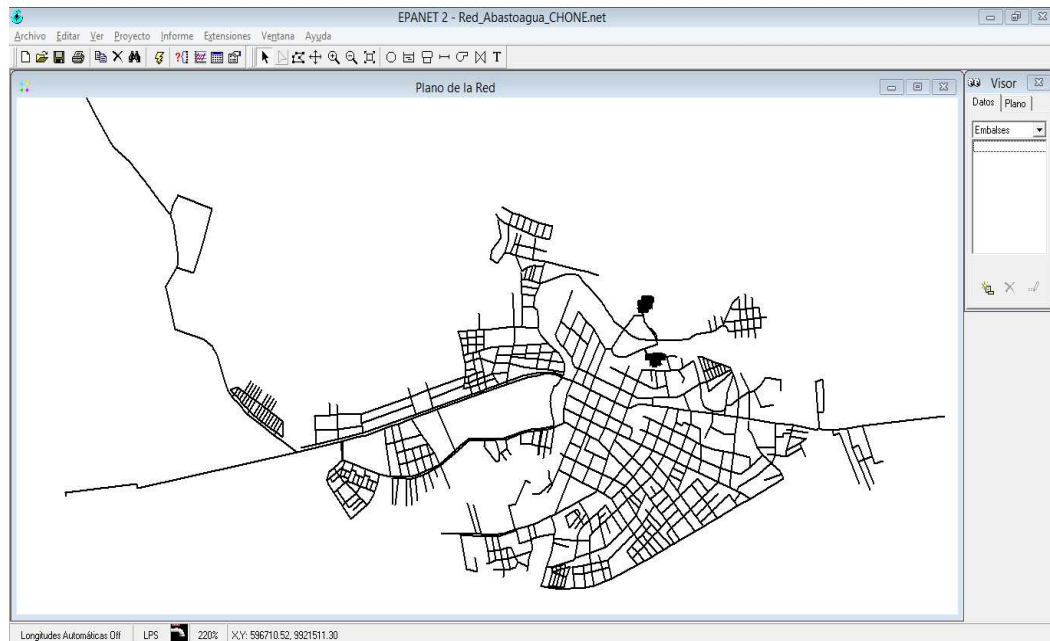 EPANET 2 - Red_Abastoagua_CHONE.net
Archivo Editar Ver Proyecto Informe Extensiones Ventana Ayuda
T
Plano de la Red
Visor
Datos Plano
Embalses
Longitudes Automáticas Off LPS 220% X,Y: 596710.52, 9921511.30